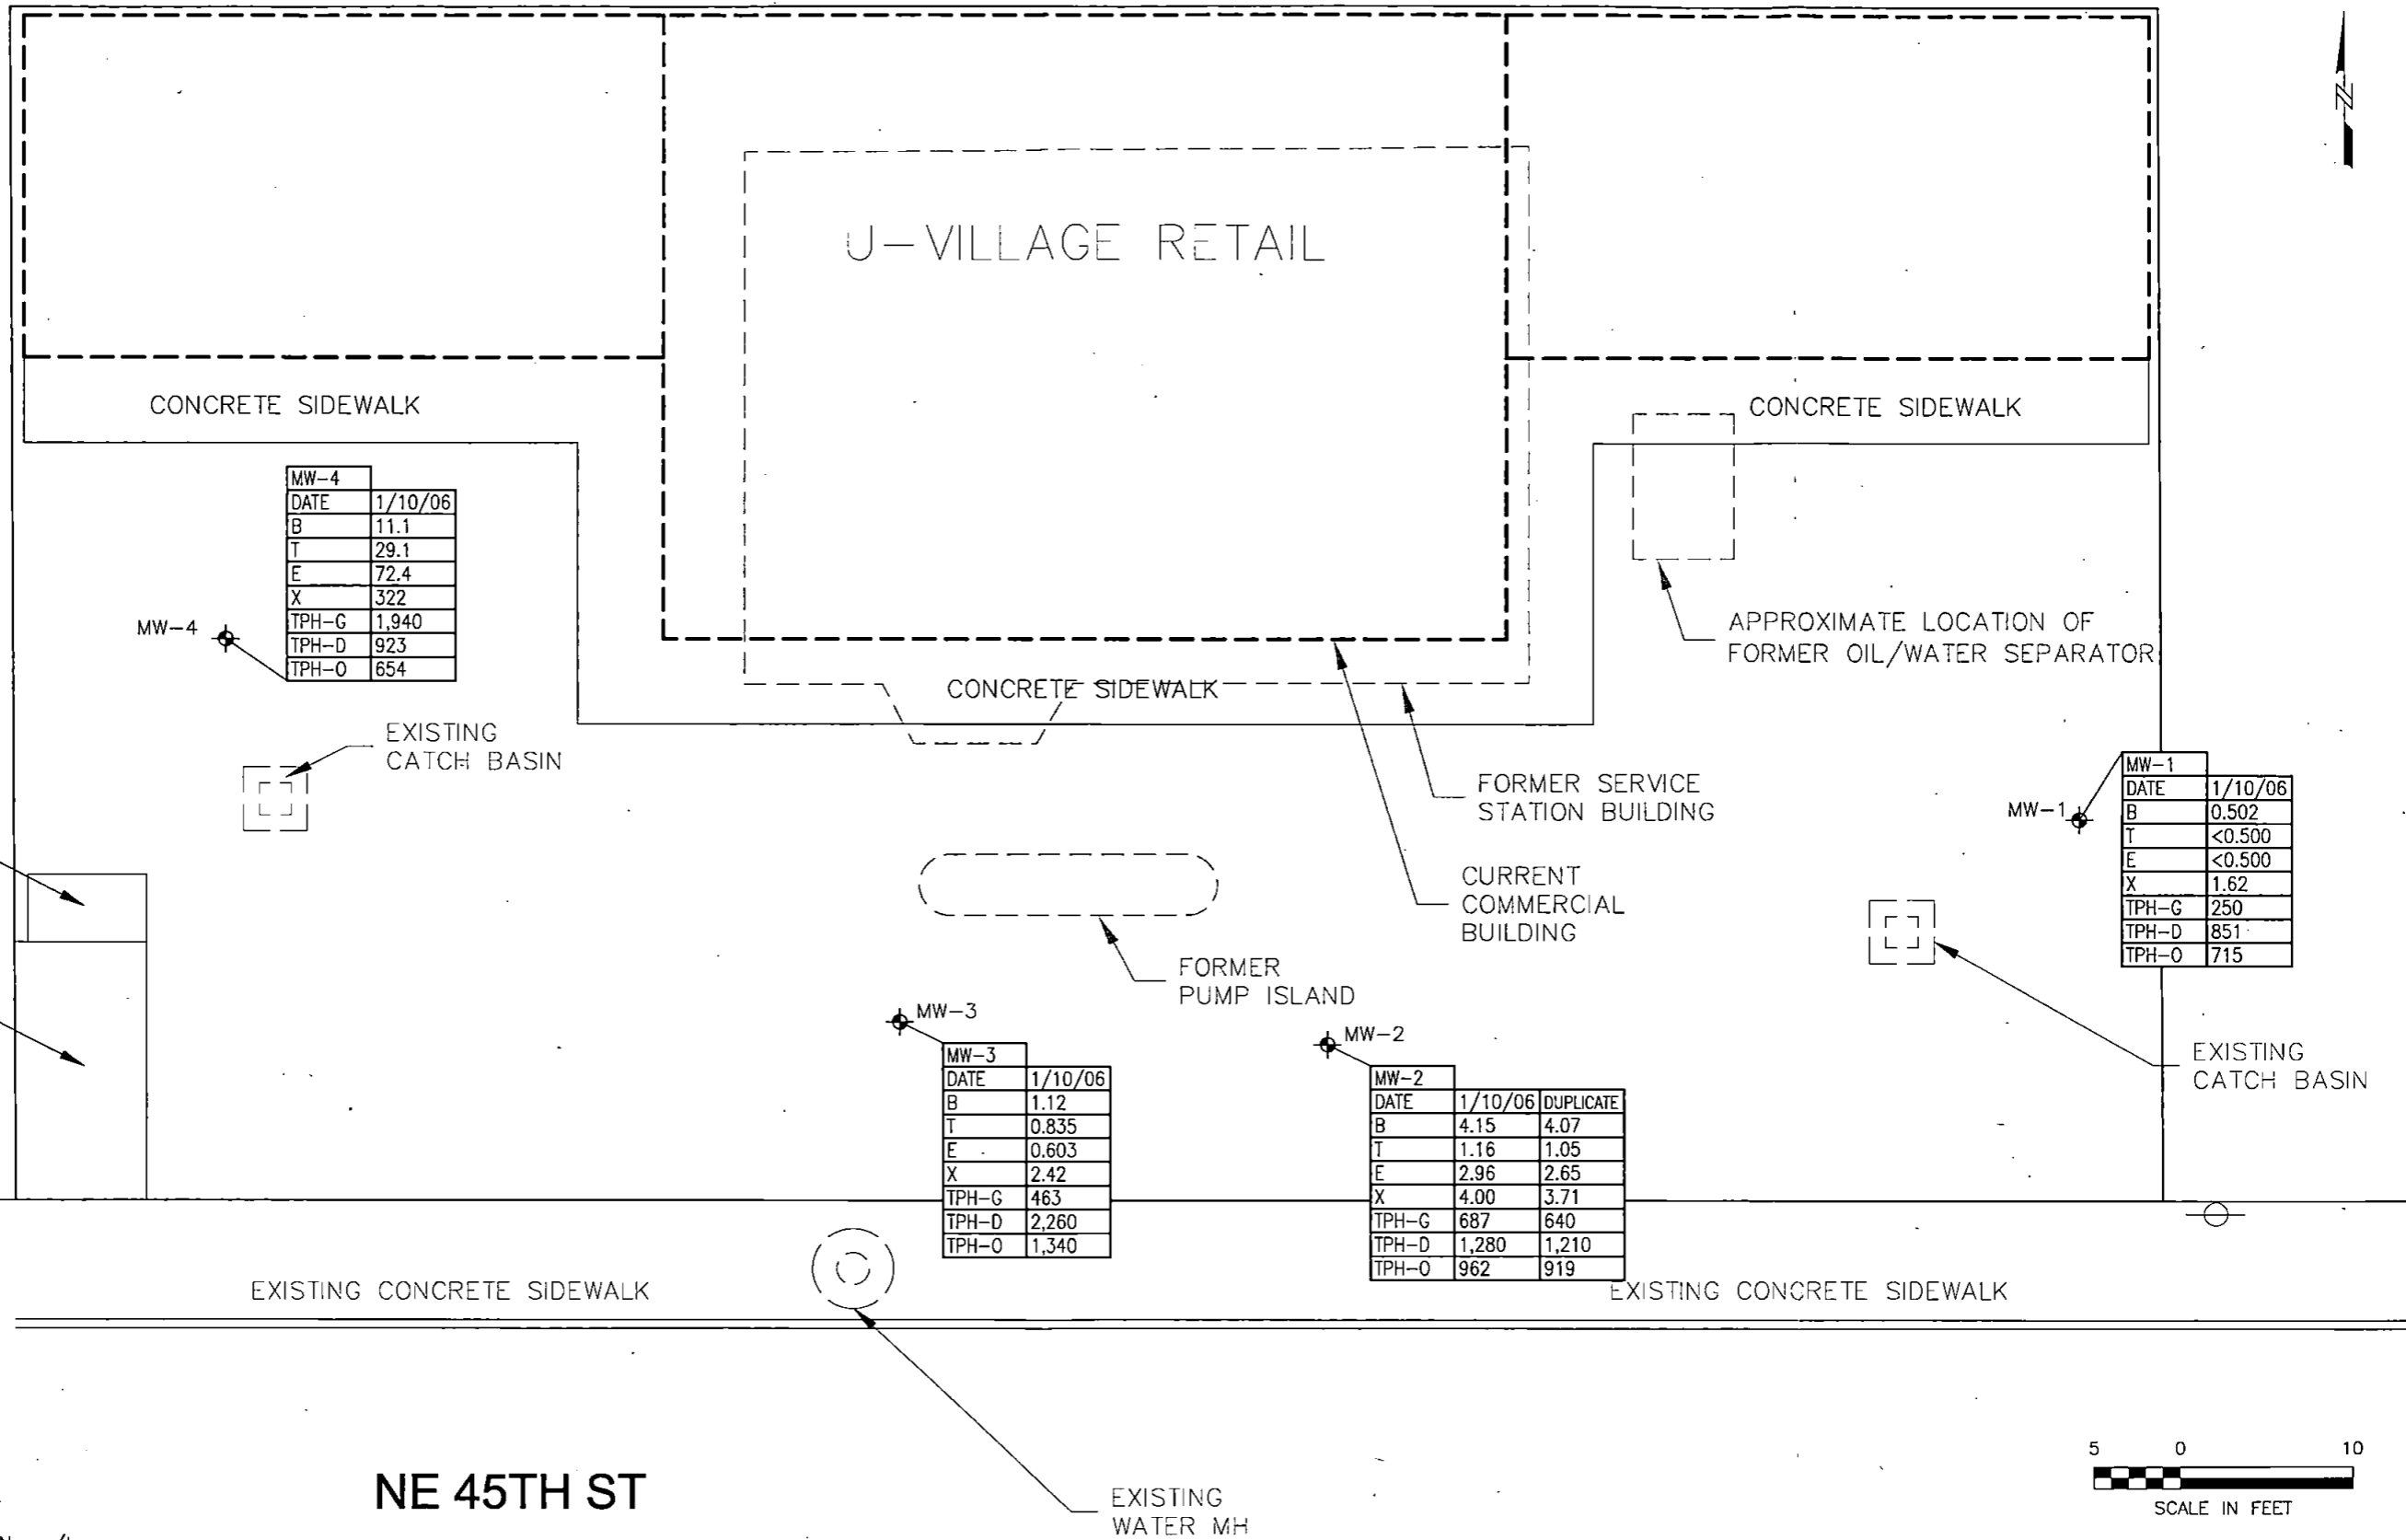 N
U-VILLAGE RETAIL
CONCRETE SIDEWALK
CONCRETE SIDEWALK
MW-4
DATE 1/10/06
B 11.1
T 29.1
E 72.4
X 322
TPH-G 1,940
TPH-D 923
TPH-O 654
MW-4
APPROXIMATE LOCATION OF
FORMER OIL/WATER SEPARATOR
CONCRETE SIDEWALK
EXISTING
CATCH BASIN
FORMER SERVICE
STATION BUILDING
MW-1
MW-1
DATE 1/10/06
B 0.502
T <0.500
E <0.500
X 1.62
TPH-G 250
TPH-D 851
TPH-O 715
CURRENT
COMMERCIAL
BUILDING
FORMER
PUMP ISLAND
MW-3
MW-3
DATE 1/10/06
B 1.12
T 0.835
E 0.603
X 2.42
TPH-G 463
TPH-D 2,260
TPH-O 1,340
MW-2
MW-2
DATE 1/10/06 DUPLICATE
B 4.15 4.07
T 1.16 1.05
E 2.96 2.65
X 4.00 3.71
TPH-G 687 640
TPH-D 1,280 1,210
TPH-O 962 919
EXISTING
CATCH BASIN
EXISTING CONCRETE SIDEWALK
EXISTING CONCRETE SIDEWALK
NE 45TH ST
EXISTING
WATER MH
5 0 10
SCALE IN FEET